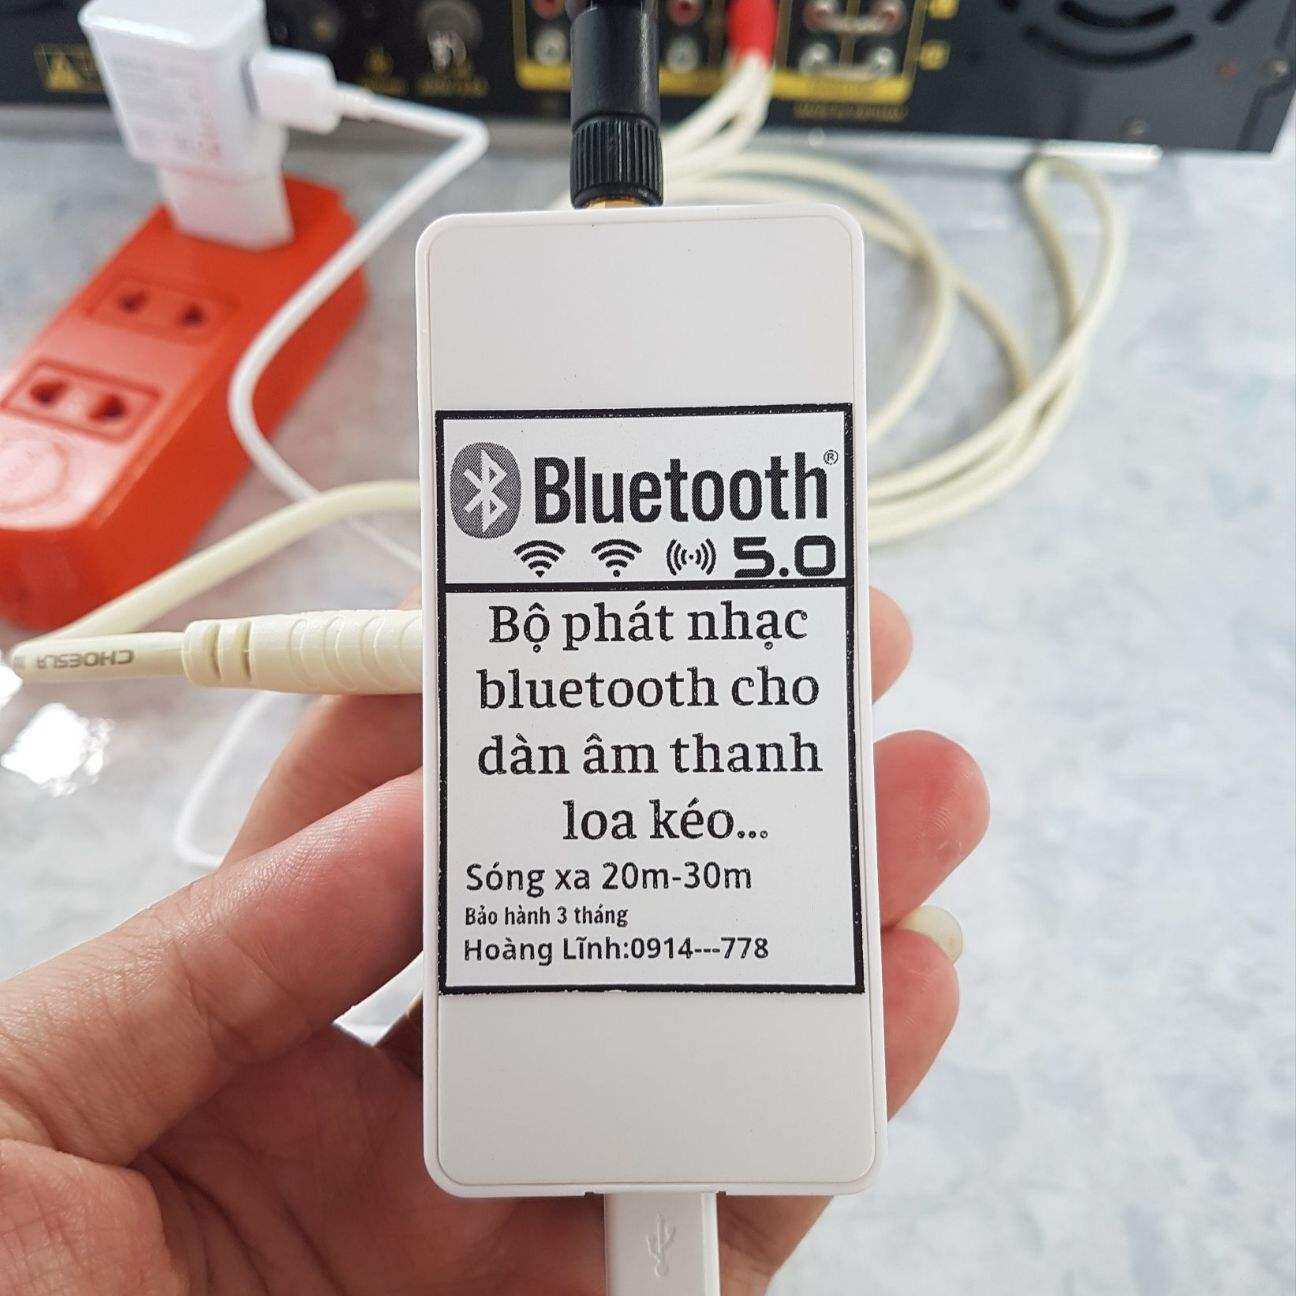 Bluetooth®
5.0
Bộ phát nhạc
bluetooth cho
dàn âm thanh
loa kéo...
Sóng xa 20m-30m
Bảo hành 3 tháng
Hoàng Lĩnh:0914---778
CHOESLA